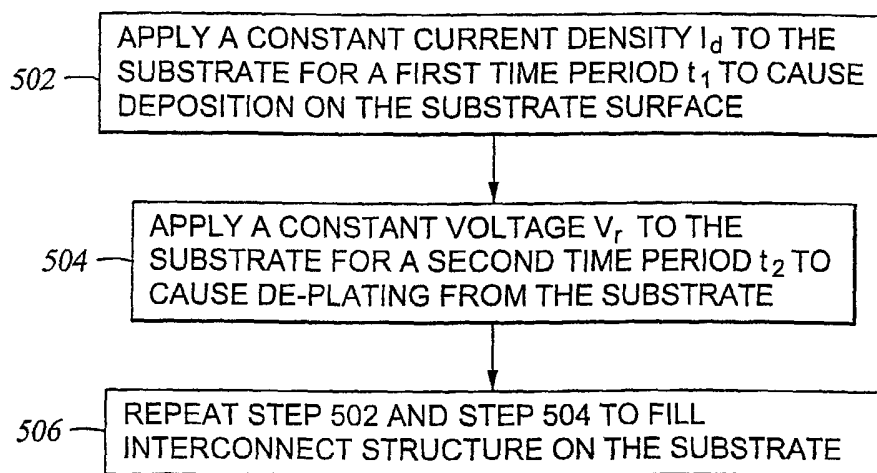 502
APPLY A CONSTANT CURRENT DENSITY Id TO THE
SUBSTRATE FOR A FIRST TIME PERIOD t1 TO CAUSE
DEPOSITION ON THE SUBSTRATE SURFACE
504
APPLY A CONSTANT VOLTAGE Vr TO THE
SUBSTRATE FOR A SECOND TIME PERIOD t2 TO
CAUSE DE-PLATING FROM THE SUBSTRATE
506
REPEAT STEP 502 AND STEP 504 TO FILL
INTERCONNECT STRUCTURE ON THE SUBSTRATE